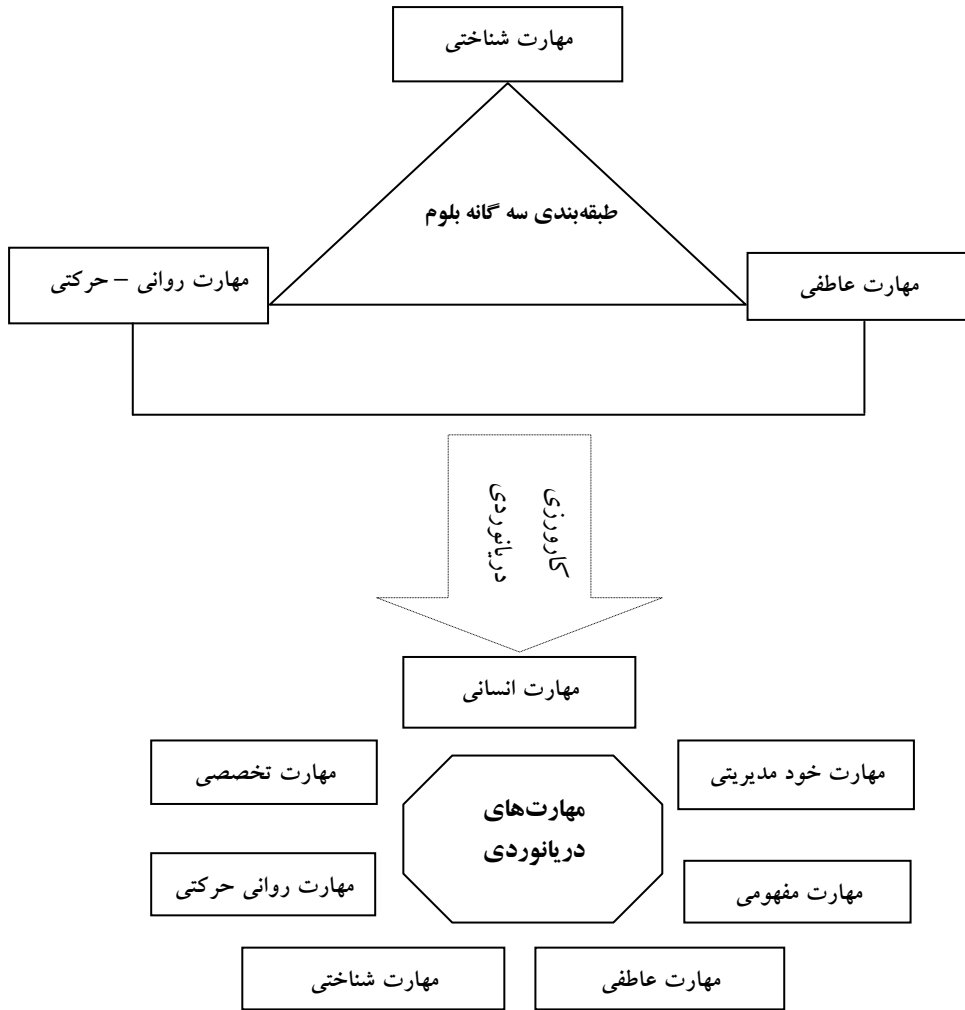 مهارت شناختی
طبقه‌بندی سه گانه بلوم
مهارت عاطفی
مهارت روانی – حرکتی
کارورزی
دریانوردی
مهارت انسانی
مهارت خود مدیریتی
مهارت تخصصی
مهارت‌های
دریانوردی
مهارت مفهومی
مهارت روانی حرکتی
مهارت عاطفی
مهارت شناختی